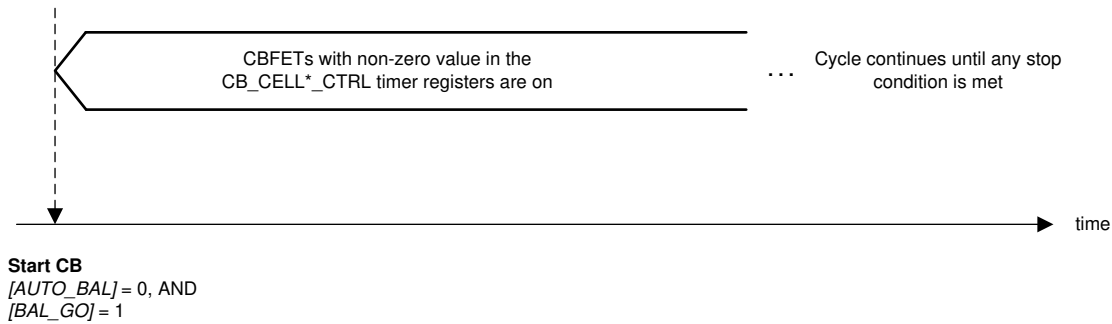 CBFETs with non-zero value in the
CB_CELL*_CTRL timer registers are on
... Cycle continues until any stop
condition is met
time
Start CB
[AUTO_BAL] = 0, AND
[BAL_GO] = 1